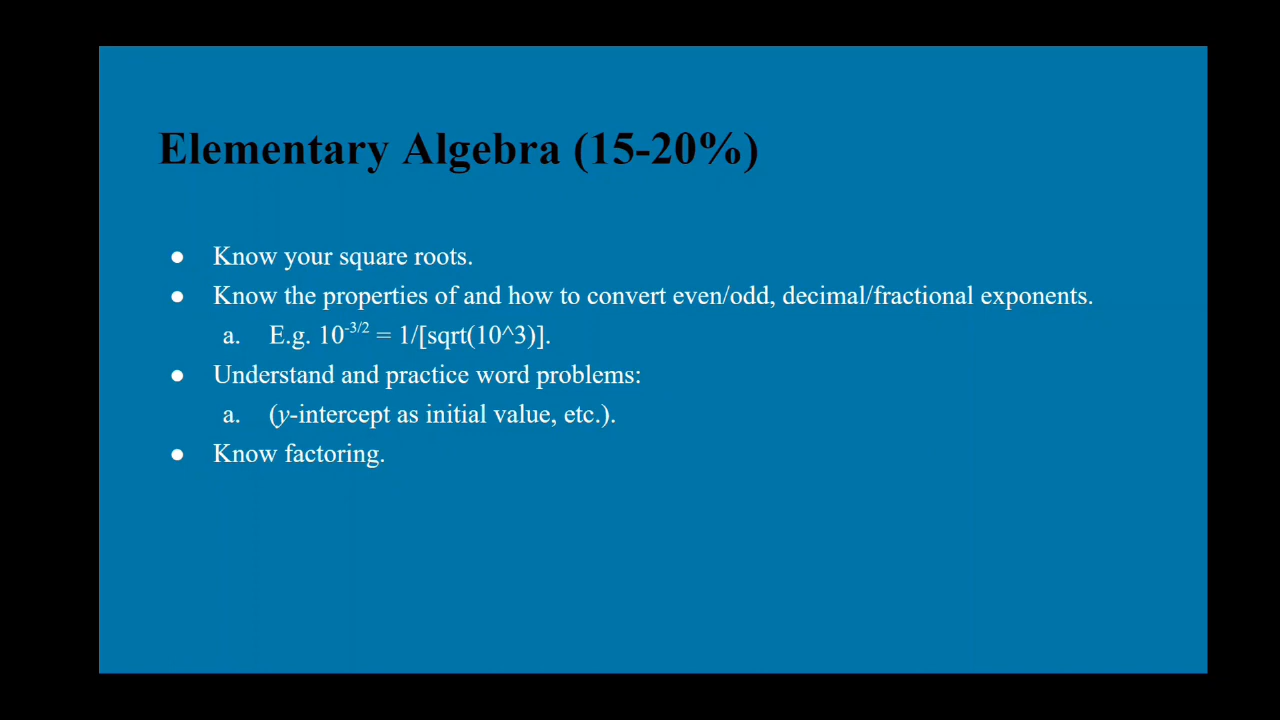 Elementary Algebra (15-20%)
● Know your square roots.
● Know the properties of and how to convert even/odd, decimal/fractional exponents.
a. E.g. 10^-3/2 = 1/[sqrt(10^3)].
● Understand and practice word problems:
a. (y-intercept as initial value, etc.).
● Know factoring.